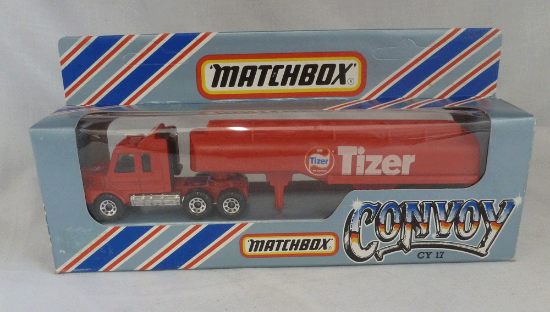 MATCHBOX®
Tizer
Tizer
MATCHBOX
CONVOY
CY 17